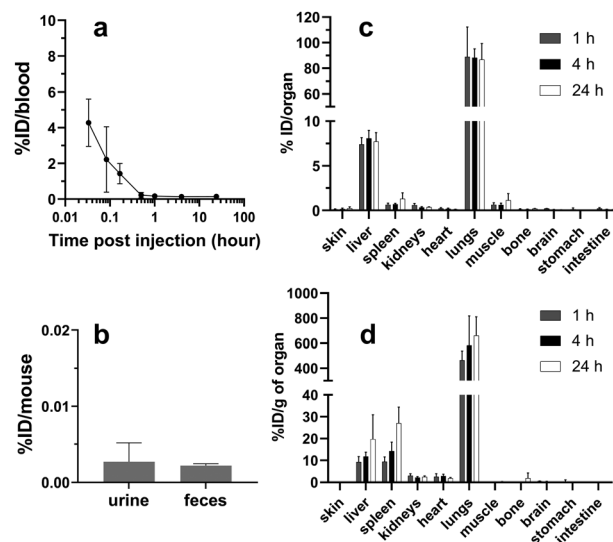 a
%ID/blood
10
8
6
4
2
0
0.01 0.1 1 10 100
Time post injection (hour)
c
% ID/organ
120
100
80
60
40
20
10
5
0
1 h
4 h
24 h
skin liver spleen kidneys heart lungs muscle bone brain stomach intestine
b
%ID/mouse
0.02
0.01
0.00
urine feces
d
%ID/g of organ
1000
800
600
400
200
40
30
20
10
0
1 h
4 h
24 h
skin liver spleen kidneys heart lungs muscle bone brain stomach intestine